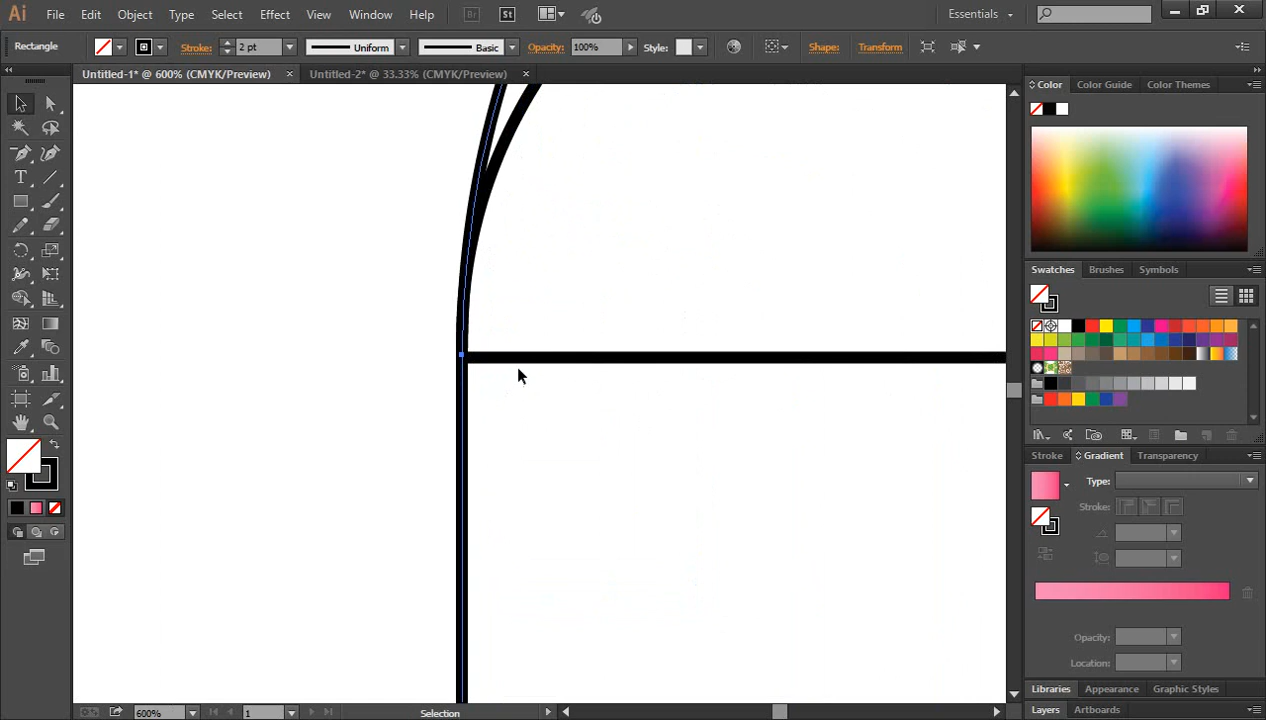 Ai File Edit Object Type Select Effect View Window Help Br St Essentials
Rectangle Stroke: 2 pt Uniform Basic Opacity: 100% Style: Shape: Transform
Untitled-1* @ 600% (CMYK/Preview) × Untitled-2* @ 33.33% (CMYK/Preview) ×
Color Color Guide Color Themes
Swatches Brushes Symbols
Stroke Gradient Transparency
Type:
Stroke:
Opacity:
Location:
Libraries Appearance Graphic Styles
Layers Artboards
600% 1 Selection